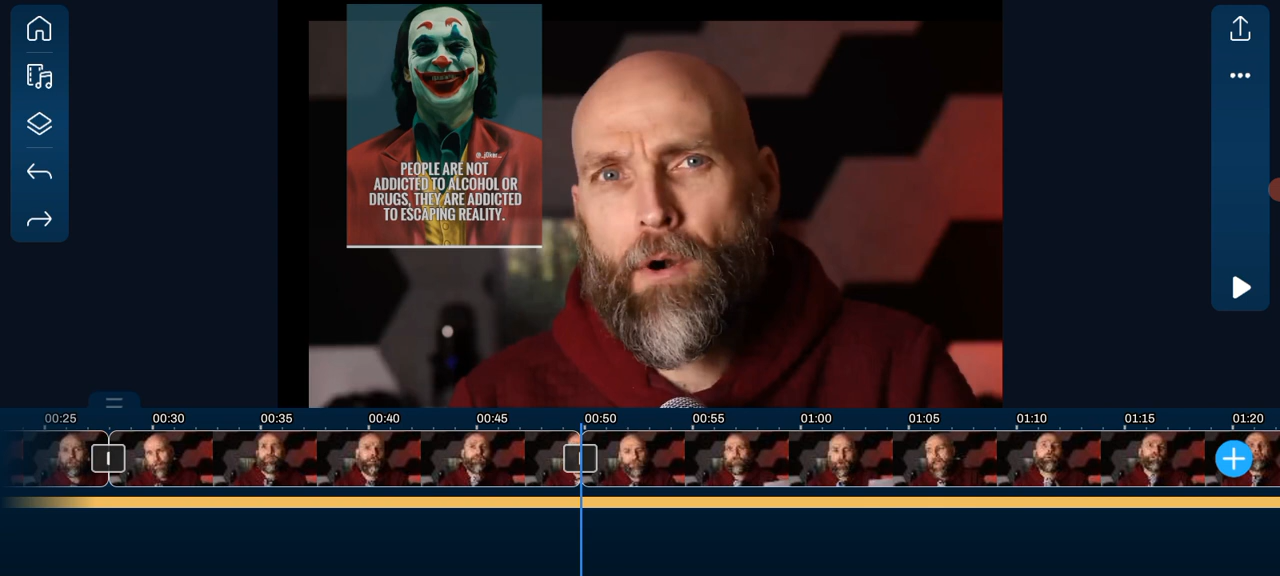 @_j0ker_
PEOPLE ARE NOT
ADDICTED TO ALCOHOL OR
DRUGS, THEY ARE ADDICTED
TO ESCAPING REALITY.
00:25 00:30 00:35 00:40 00:45 00:50 00:55 01:00 01:05 01:10 01:15 01:20